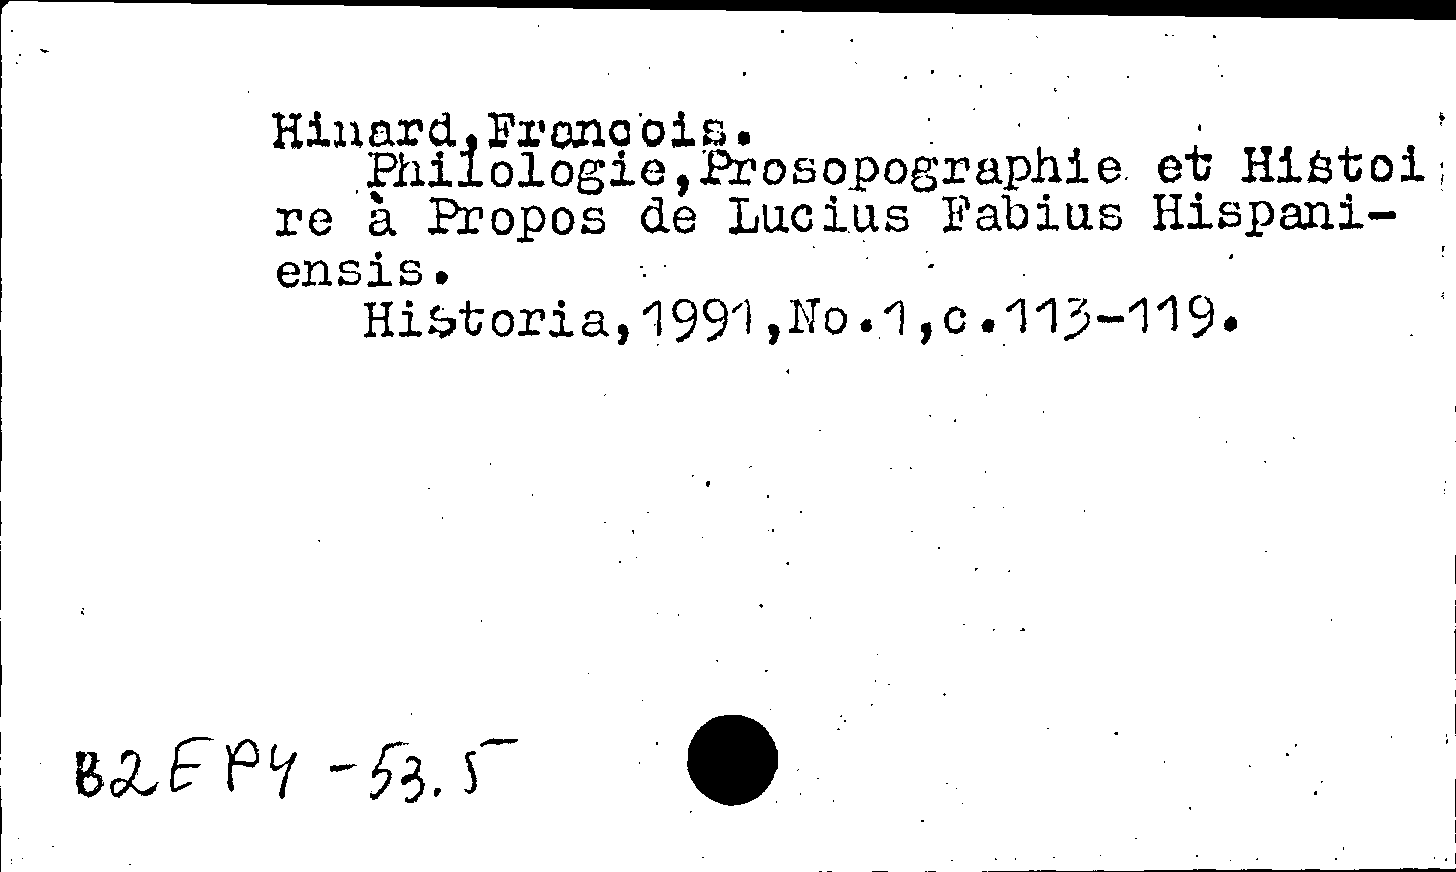 Hinard,Francois.
Philologie,Prosopographie et Histoi
re à Propos de Lucius Fabius Hispani-
ensis.
Historia,1991,No.1,c.113-119.
B2EP4-53.5